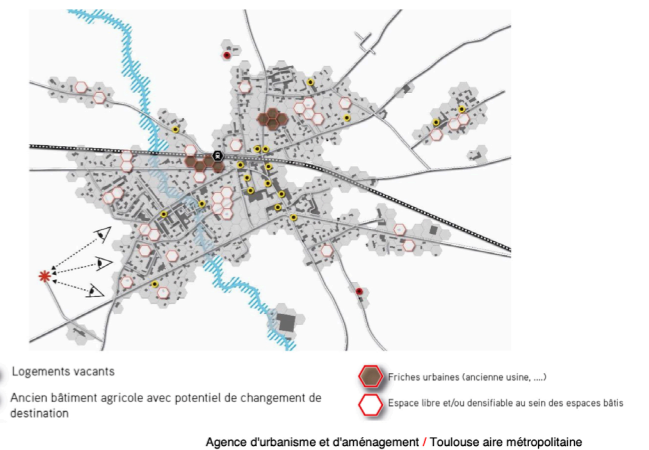 Logements vacants
Friches urbaines (ancienne usine, ....)
Ancien bâtiment agricole avec potentiel de changement de
destination
Espace libre et/ou densifiable au sein des espaces bâtis
Agence d'urbanisme et d'aménagement / Toulouse aire métropolitaine